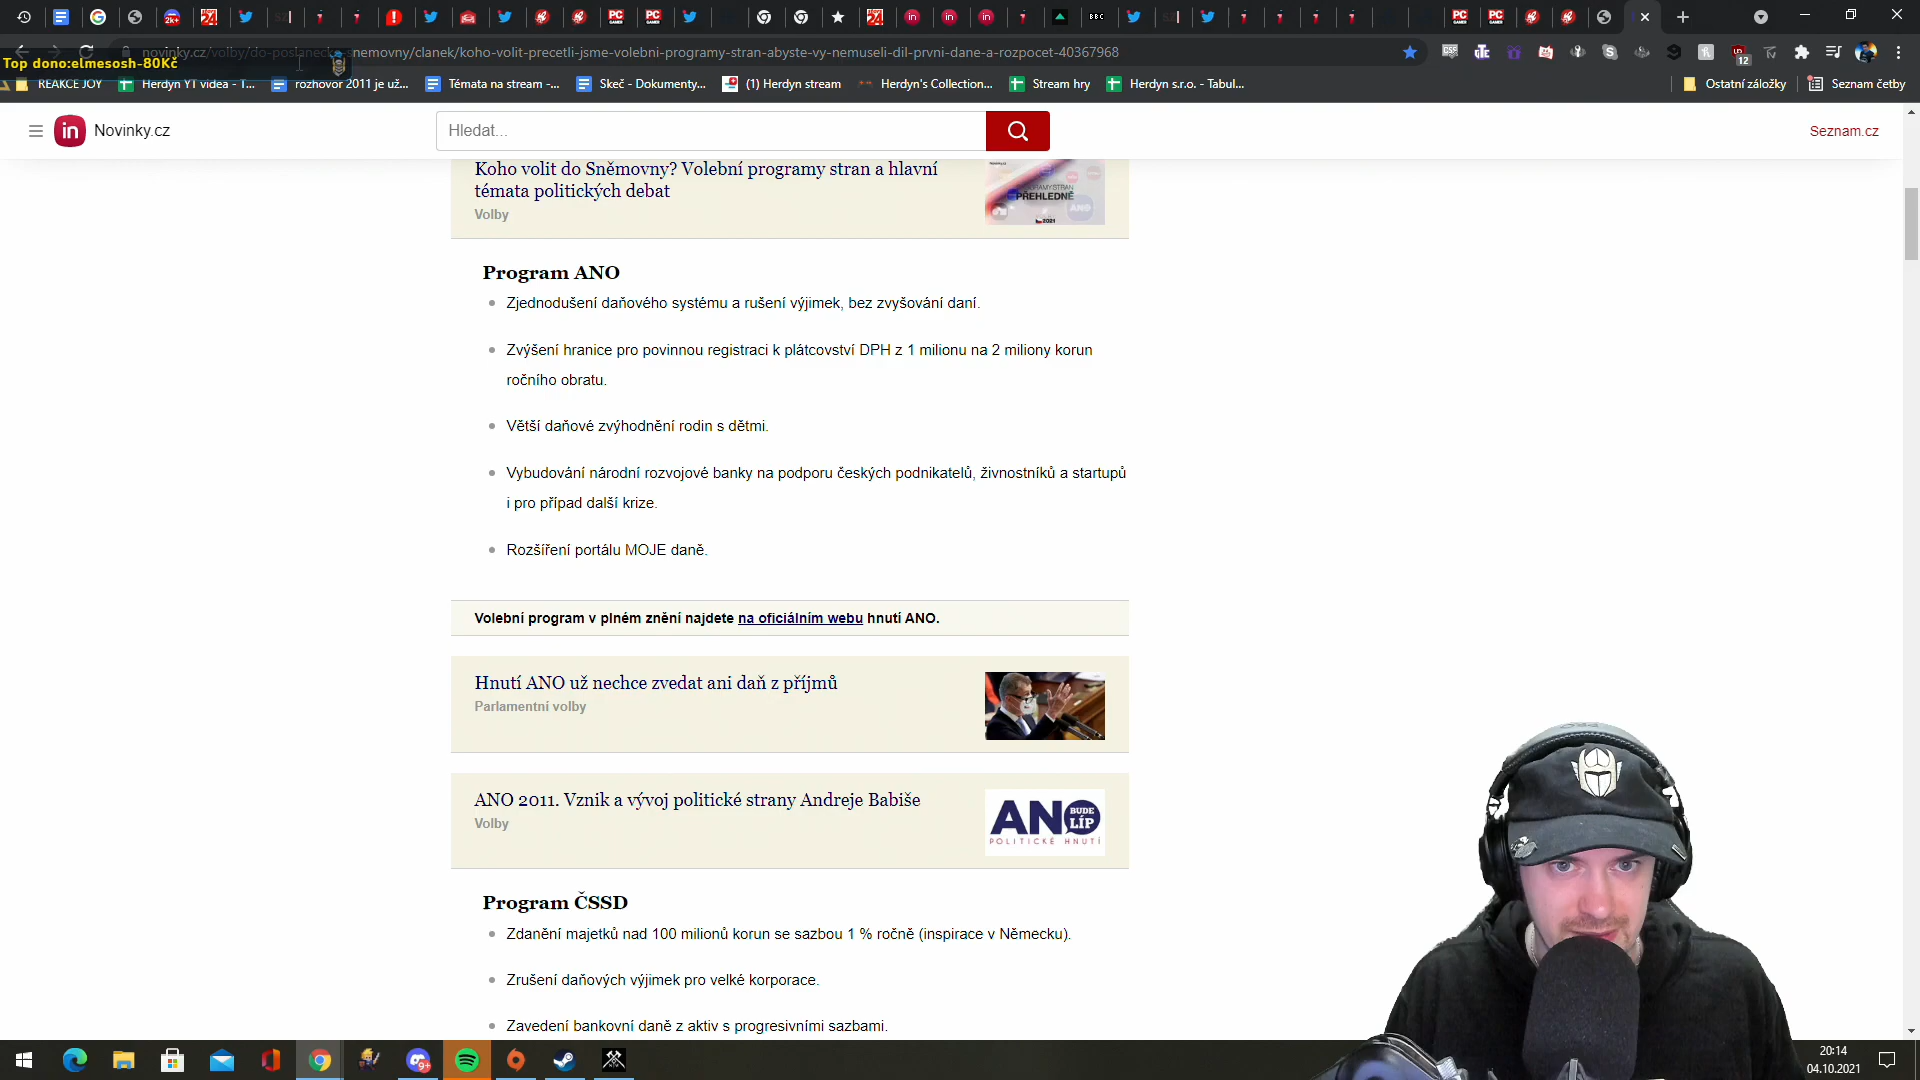 novinky.cz/volby/do-poslanecke-snemovny/clanek/koho-volit-precetli-jsme-volebni-programy-stran-abyste-vy-nemuseli-dil-prvni-dane-a-rozpocet-40367968
Top dono:elmesosh-80Kč
REAKCE JOY
Herdyn YT videa - T...
rozhovor 2011 je už...
Témata na stream -...
Skeč - Dokumenty...
(1) Herdyn stream
Herdyn's Collection...
Stream hry
Herdyn s.r.o. - Tabul...
Ostatní záložky
Seznam četby
Novinky.cz
Hledat...
Seznam.cz
Koho volit do Sněmovny? Volební programy stran a hlavní
témata politických debat
Volby
PŘEHLEDNĚ
Program ANO
Zjednodušení daňového systému a rušení výjimek, bez zvyšování daní.
Zvýšení hranice pro povinnou registraci k plátcovství DPH z 1 milionu na 2 miliony korun
ročního obratu.
Větší daňové zvýhodnění rodin s dětmi.
Vybudování národní rozvojové banky na podporu českých podnikatelů, živnostníků a startupů
i pro případ další krize.
Rozšíření portálu MOJE daně.
Volební program v plném znění najdete na oficiálním webu hnutí ANO.
Hnutí ANO už nechce zvedat ani daň z příjmů
Parlamentní volby
ANO 2011. Vznik a vývoj politické strany Andreje Babiše
Volby
ANO BUDE LÍP
POLITICKÉ HNUTÍ
Program ČSSD
Zdanění majetků nad 100 milionů korun se sazbou 1 % ročně (inspirace v Německu).
Zrušení daňových výjimek pro velké korporace.
Zavedení bankovní daně z aktiv s progresivními sazbami.
20:14
04.10.2021